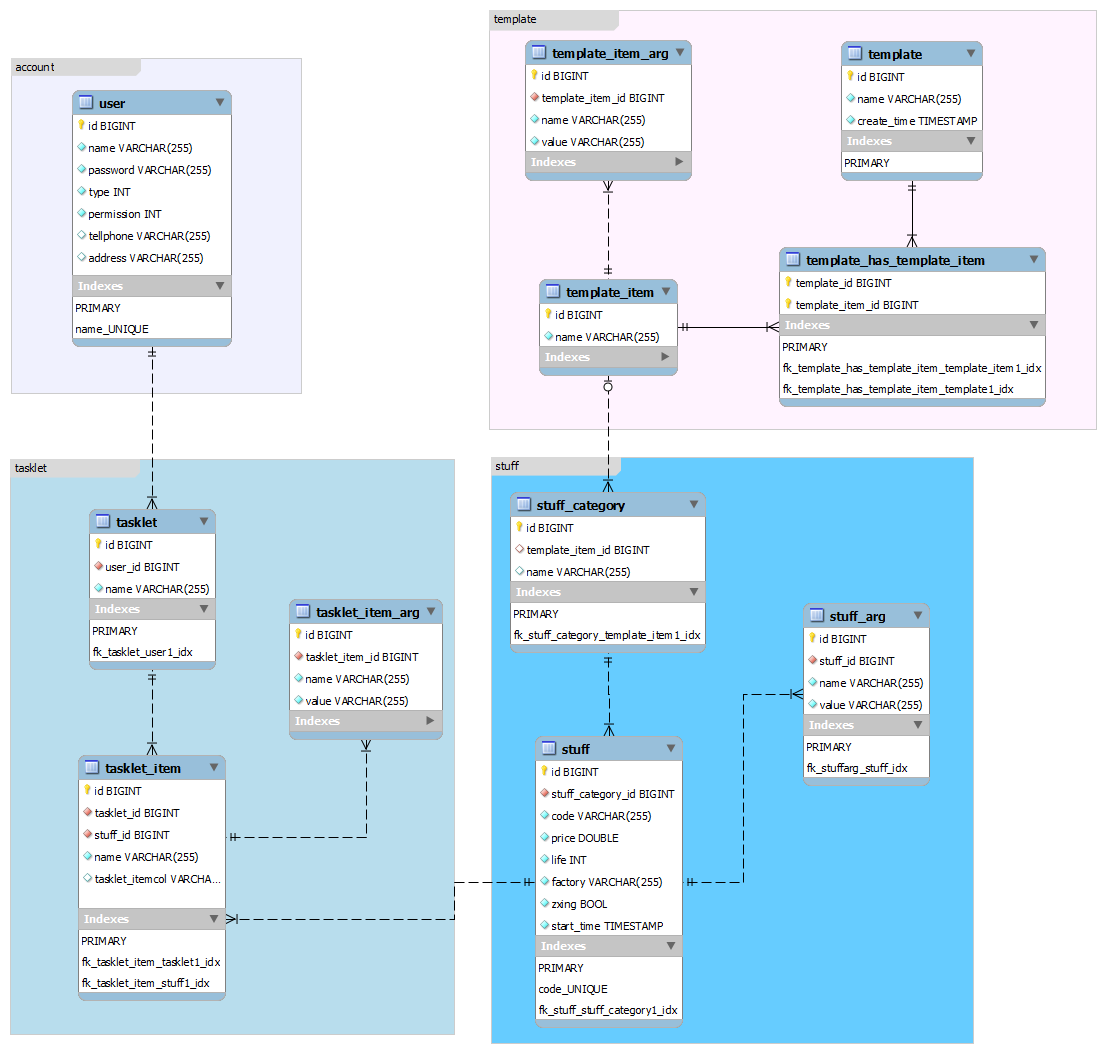 account
user
id BIGINT
name VARCHAR(255)
password VARCHAR(255)
type INT
permission INT
tellphone VARCHAR(255)
address VARCHAR(255)
Indexes
PRIMARY
name_UNIQUE
template
template_item_arg
id BIGINT
template_item_id BIGINT
name VARCHAR(255)
value VARCHAR(255)
Indexes
template
id BIGINT
name VARCHAR(255)
create_time TIMESTAMP
Indexes
PRIMARY
template_item
id BIGINT
name VARCHAR(255)
Indexes
template_has_template_item
template_id BIGINT
template_item_id BIGINT
Indexes
PRIMARY
fk_template_has_template_item_template_item1_idx
fk_template_has_template_item_template1_idx
tasklet
tasklet
id BIGINT
user_id BIGINT
name VARCHAR(255)
Indexes
PRIMARY
fk_tasklet_user1_idx
tasklet_item_arg
id BIGINT
tasklet_item_id BIGINT
name VARCHAR(255)
value VARCHAR(255)
Indexes
tasklet_item
id BIGINT
tasklet_id BIGINT
stuff_id BIGINT
name VARCHAR(255)
tasklet_itemcol VARCHA...
Indexes
PRIMARY
fk_tasklet_item_tasklet1_idx
fk_tasklet_item_stuff1_idx
stuff
stuff_category
id BIGINT
template_item_id BIGINT
name VARCHAR(255)
Indexes
PRIMARY
fk_stuff_category_template_item1_idx
stuff_arg
id BIGINT
stuff_id BIGINT
name VARCHAR(255)
value VARCHAR(255)
Indexes
PRIMARY
fk_stuffarg_stuff_idx
stuff
id BIGINT
stuff_category_id BIGINT
code VARCHAR(255)
price DOUBLE
life INT
factory VARCHAR(255)
zxing BOOL
start_time TIMESTAMP
Indexes
PRIMARY
code_UNIQUE
fk_stuff_stuff_category1_idx